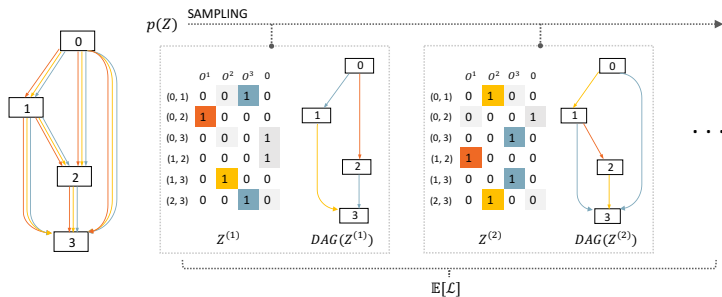 p(Z) SAMPLING
0
1
2
3
O¹ O² O³ 0
(0, 1) 0 0 1 0
(0, 2) 1 0 0 0
(0, 3) 0 0 0 1
(1, 2) 0 0 0 1
(1, 3) 0 1 0 0
(2, 3) 0 0 1 0
Z⁽¹⁾
0
1
2
3
DAG(Z⁽¹⁾)
O¹ O² O³ 0
(0, 1) 0 1 0 0
(0, 2) 0 0 0 1
(0, 3) 0 0 1 0
(1, 2) 1 0 0 0
(1, 3) 0 0 1 0
(2, 3) 0 1 0 0
Z⁽²⁾
0
1
2
3
DAG(Z⁽²⁾)
...
𝔼[ℒ]